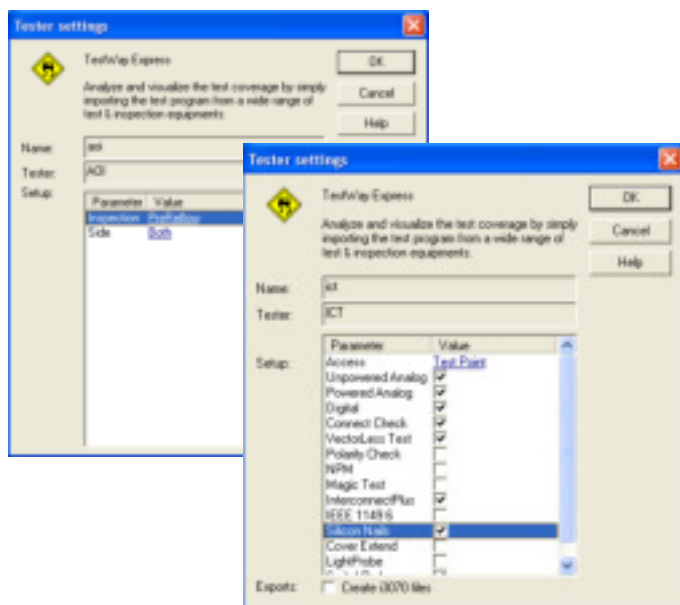 Tester settings
TestWay Express
OK
Analyze and visualize the test coverage by simply
importing the test program from a wide range of
test & inspection equipments.
Cancel
Help
Name: aoi
Tester: AOI
Setup:
Parameter Value
Inspection PreReflow
Side Both
Tester settings
TestWay Express
OK
Analyze and visualize the test coverage by simply
importing the test program from a wide range of
test & inspection equipments.
Cancel
Help
Name: ict
Tester: ICT
Setup:
Parameter Value
Access Test Point
Unpowered Analog
Powered Analog
Digital
Connect Check
VectorLess Test
Polarity Check
NPM
Magic Test
InterconnectPlus
IEEE 1149.6
Silicon Nails
Cover Extend
LightProbe
Exports: Create i3070 files